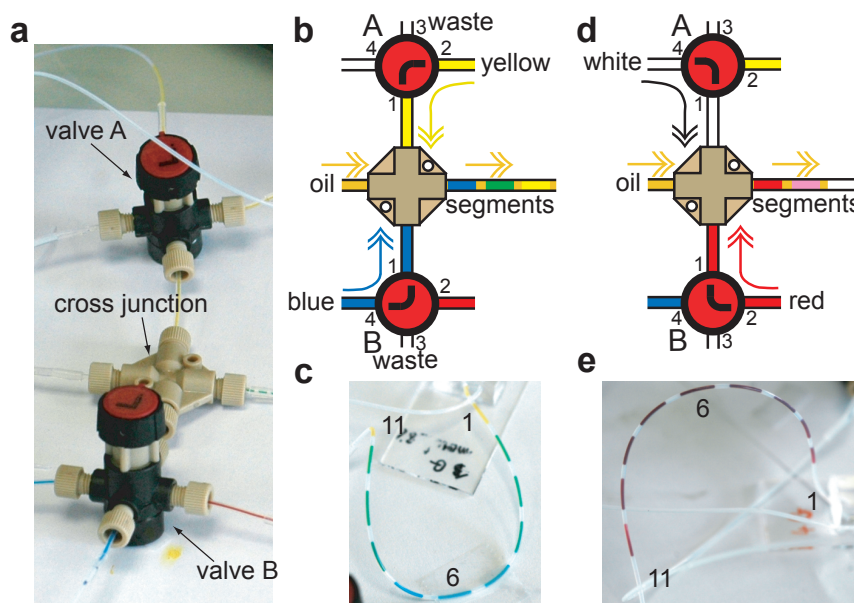 a
valve A
cross junction
valve B
b
A
3
waste
4
2
yellow
1
oil
segments
1
blue
4
2
B
3
waste
c
11
1
6
d
A
3
4
white
2
1
oil
segments
1
2
red
4
B
3
e
6
1
11